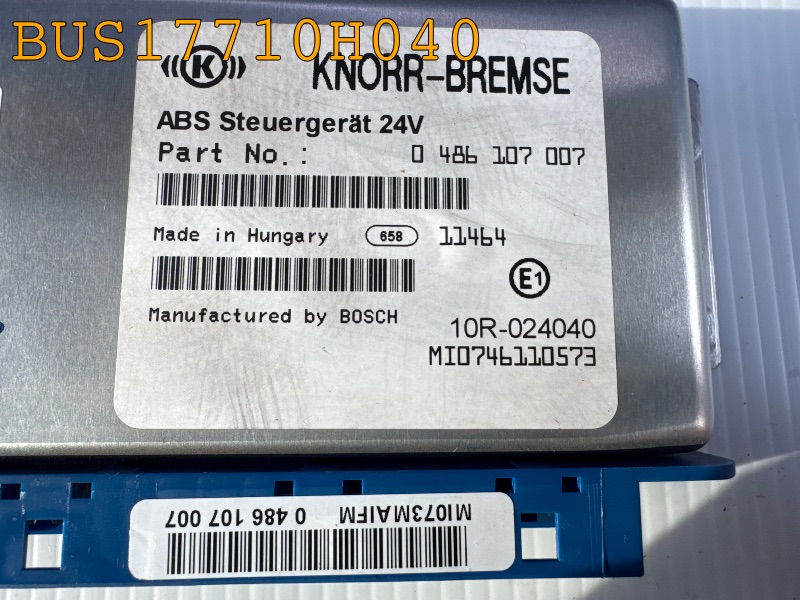 BUS17710H040
K KNORR-BREMSE
ABS Steuergerät 24V
Part No.: 0 486 107 007
Made in Hungary 658 11464
E1
Manufactured by BOSCH
10R-024040
MI0746110573
MI073MAIFM 0 486 107 007